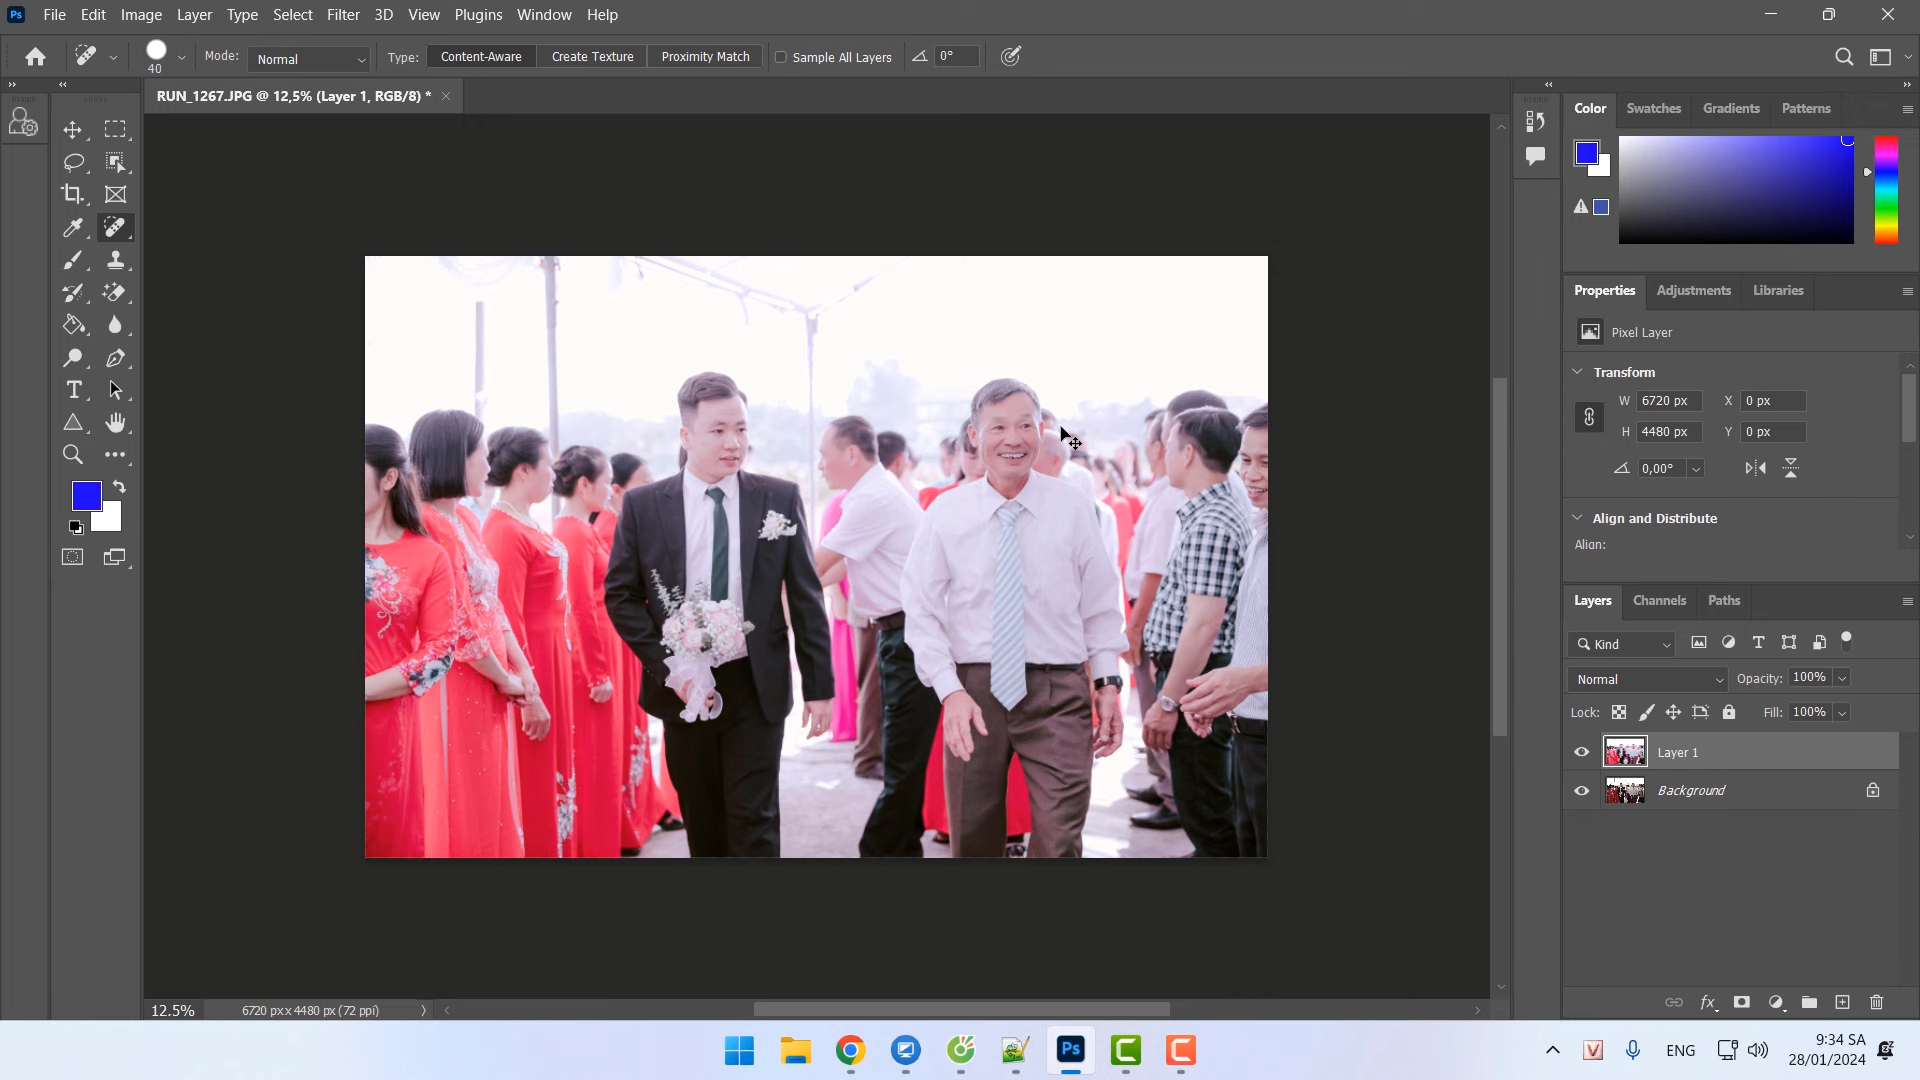 Ps File Edit Image Layer Type Select Filter 3D View Plugins Window Help
40 Mode: Normal Type: Content-Aware Create Texture Proximity Match Sample All Layers 0°
RUN_1267.JPG @ 12,5% (Layer 1, RGB/8) *
Color Swatches Gradients Patterns
Properties Adjustments Libraries
Pixel Layer
Transform
W 6720 px X 0 px
H 4480 px Y 0 px
0,00°
Align and Distribute
Align:
Layers Channels Paths
Kind
Normal Opacity: 100%
Lock: Fill: 100%
Layer 1
Background
12.5% 6720 px x 4480 px (72 ppi)
fx
Ps
ENG
9:34 SA
28/01/2024